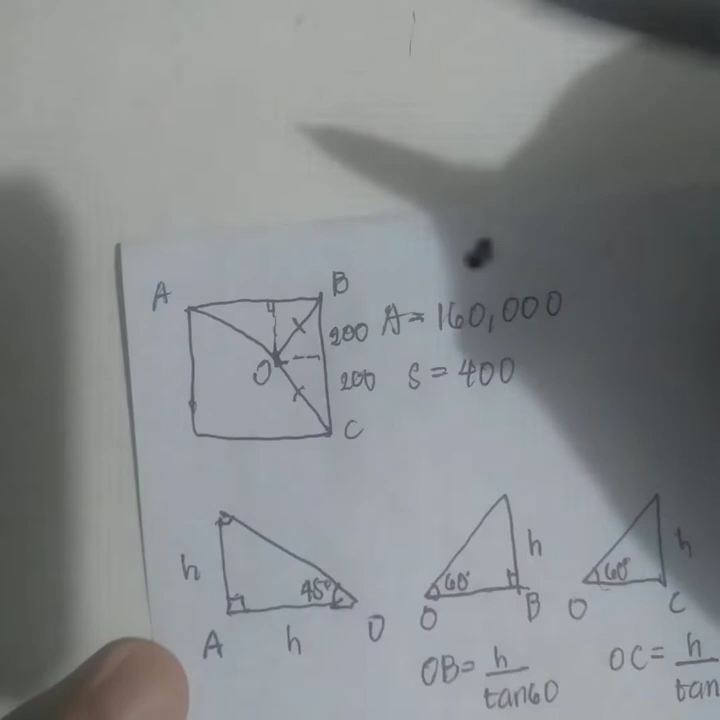 A B
200 A = 160,000
O
200 S = 400
C
h 45° 60° h 60° h
A h O O B O C
OB = h/tan60 OC = h/tan